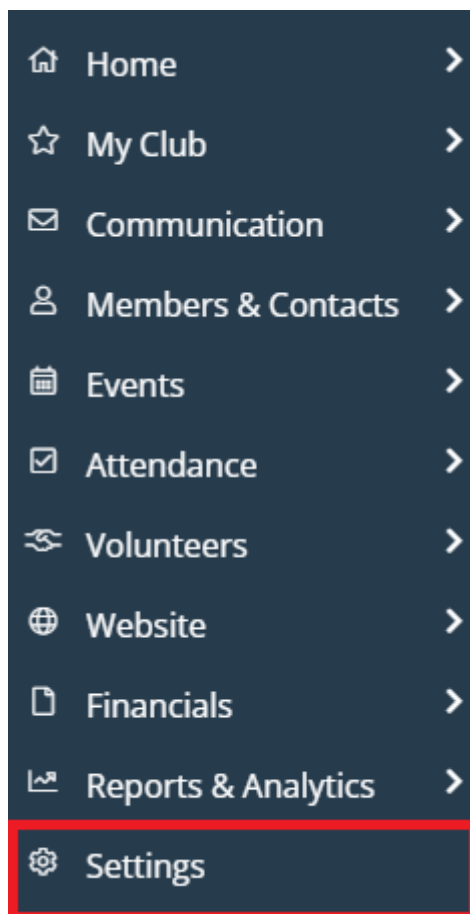 Home
My Club
Communication
Members & Contacts
Events
Attendance
Volunteers
Website
Financials
Reports & Analytics
Settings